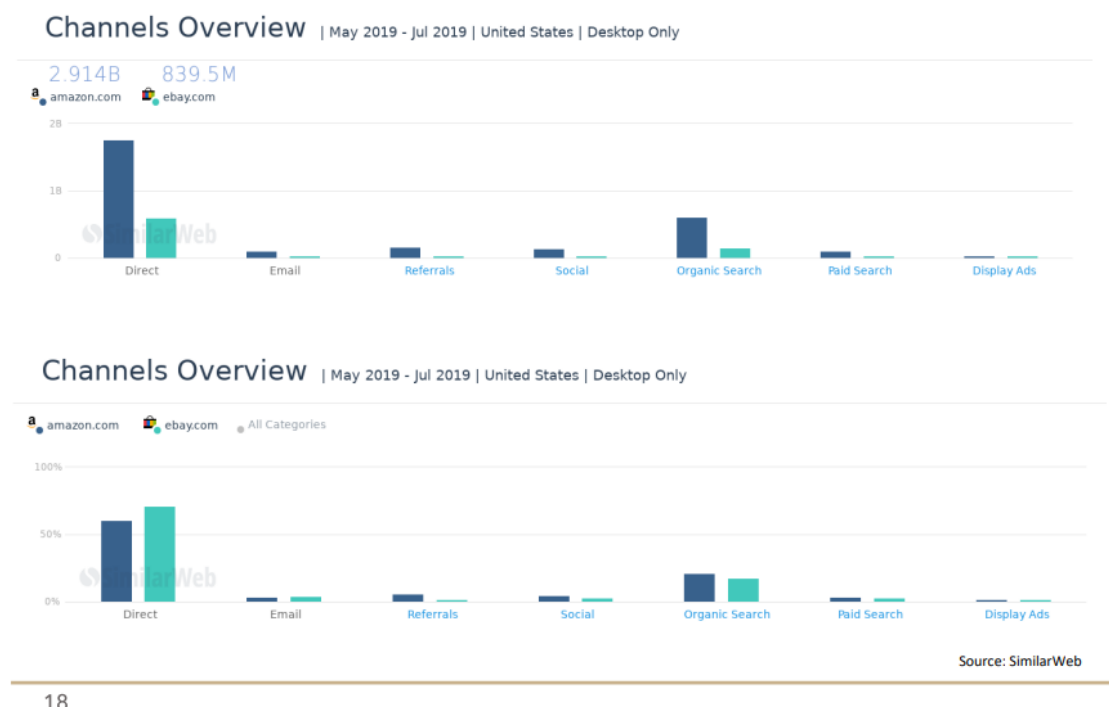 Channels Overview | May 2019 - Jul 2019 | United States | Desktop Only
2.914B 839.5M
amazon.com ebay.com
2B
1B
SimilarWeb
0
Direct Email Referrals Social Organic Search Paid Search Display Ads
Channels Overview | May 2019 - Jul 2019 | United States | Desktop Only
amazon.com ebay.com All Categories
100%
50%
SimilarWeb
0%
Direct Email Referrals Social Organic Search Paid Search Display Ads
Source: SimilarWeb
18